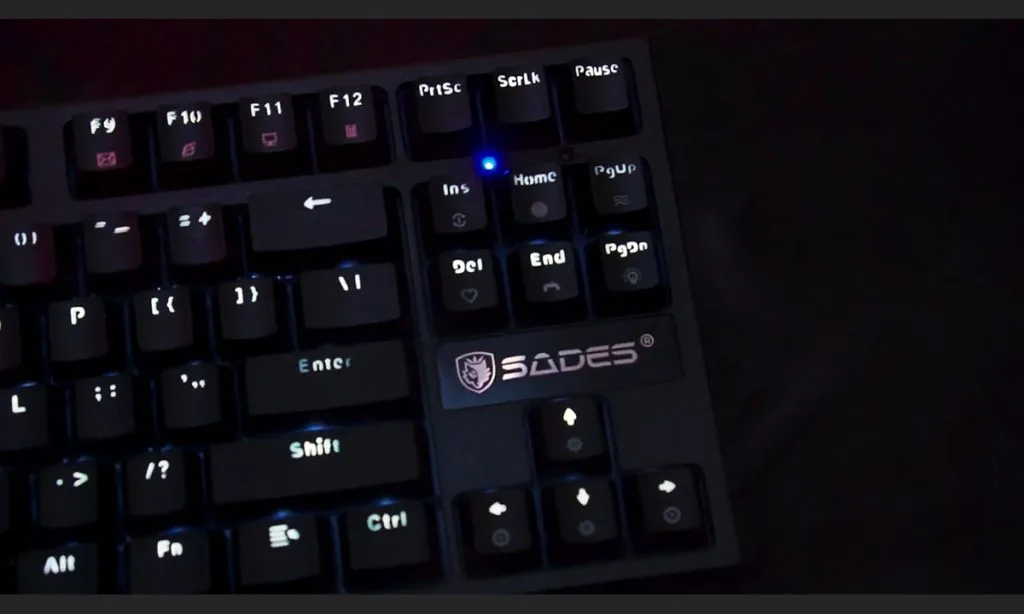 F9 F10 F11 F12 PrtSc ScrLk Pause
Ins Home PgUp
0) - _ = + ←
Del End PgDn
P [ { ] } \ |
SADES®
L ; : ' " Enter
↑
. > / ? Shift
← ↓ →
Alt Fn Ctrl